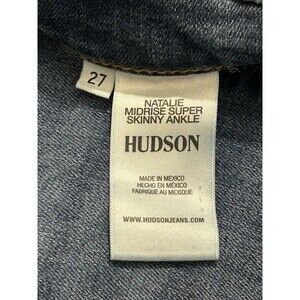 27
NATALIE
MIDRISE SUPER
SKINNY ANKLE
HUDSON
MADE IN MEXICO
HECHO EN MÉXICO
FABRIQUÉ AU MEXIQUE
WWW.HUDSONJEANS.COM